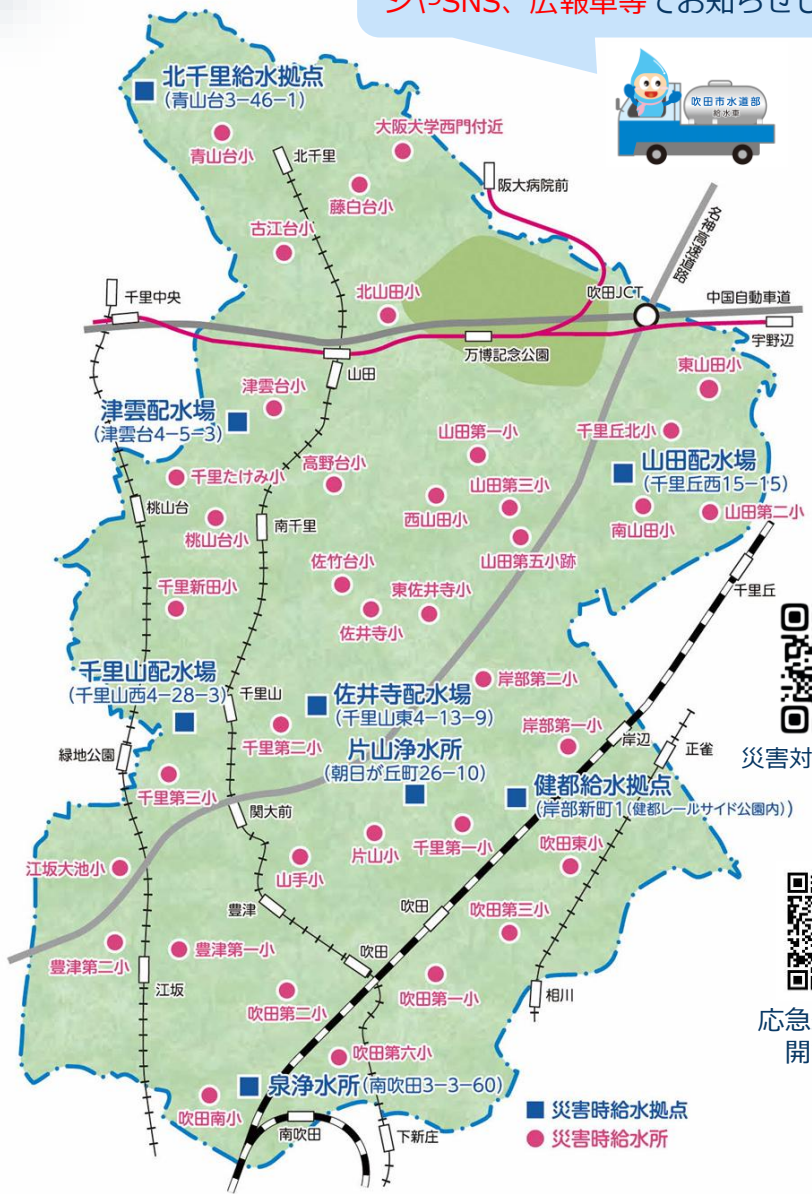 ンやSNS、広報車等でお知らせし
吹田市水道部
給水車
北千里給水拠点
(青山台3-46-1)
大阪大学西門付近
青山台小
北千里
阪大病院前
藤白台小
名神高速道路
古江台小
千里中央
北山田小
吹田JCT
中国自動車道
万博記念公園
宇野辺
山田
東山田小
津雲台小
津雲配水場
(津雲台4-5-3)
山田第一小
千里丘北小
山田配水場
(千里丘西15-15)
千里たけみ小
高野台小
山田第三小
桃山台
西山田小
南山田小
山田第二小
桃山台小
南千里
山田第五小跡
佐竹台小
千里丘
千里新田小
東佐井寺小
佐井寺小
千里山配水場
(千里山西4-28-3)
千里山
佐井寺配水場
(千里山東4-13-9)
岸部第二小
千里第二小
片山浄水所
(朝日が丘町26-10)
岸部第一小
岸辺
正雀
災害対
緑地公園
千里第三小
健都給水拠点
(岸部新町1(健都レールサイド公園内))
関大前
片山小
千里第一小
吹田東小
江坂大池小
山手小
豊津
吹田
吹田第三小
豊津第二小
豊津第一小
吹田
江坂
吹田第二小
吹田第一小
相川
応急
開
吹田第六小
泉浄水所(南吹田3-3-60)
吹田南小
南吹田
下新庄
災害時給水拠点
災害時給水所